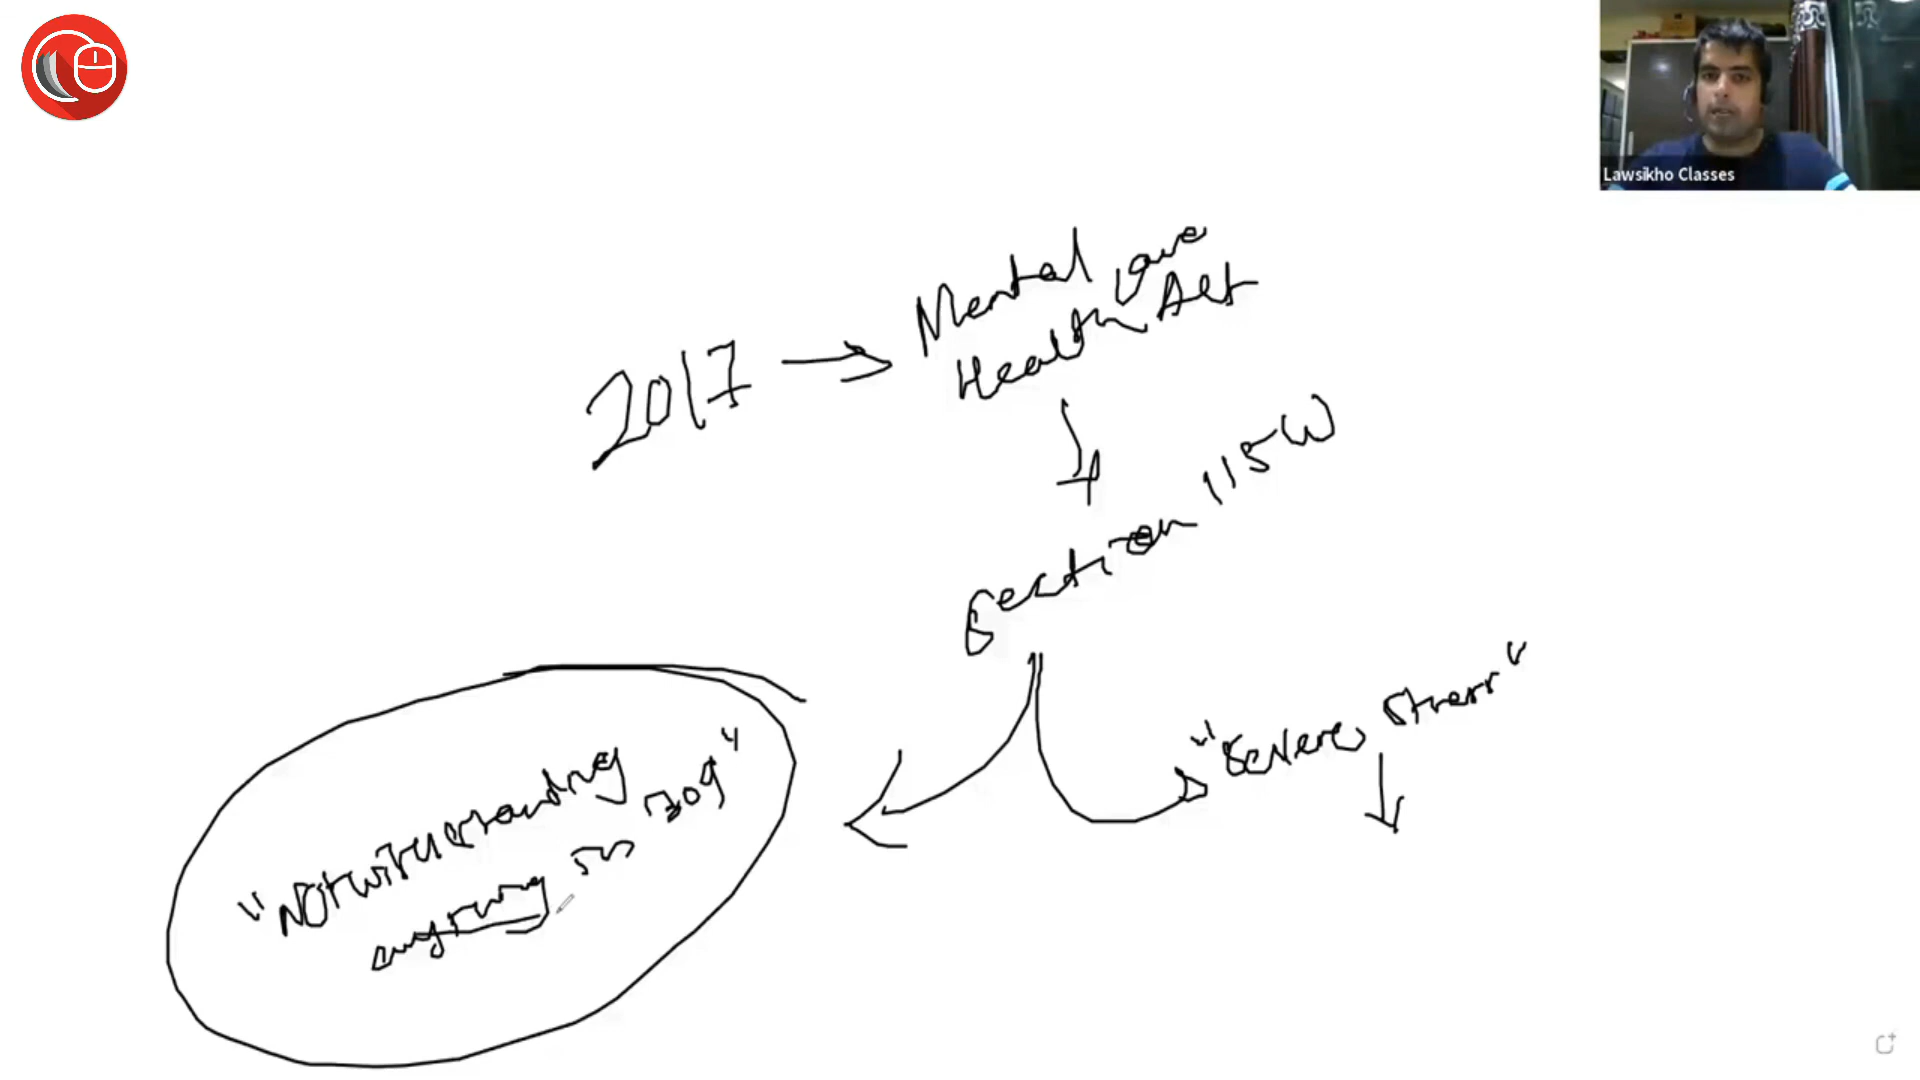 Lawsikho Classes
Mental
Health care Act
2017
Section 115(1)
"Severe stress"
"Notwithstanding
anything in 309"